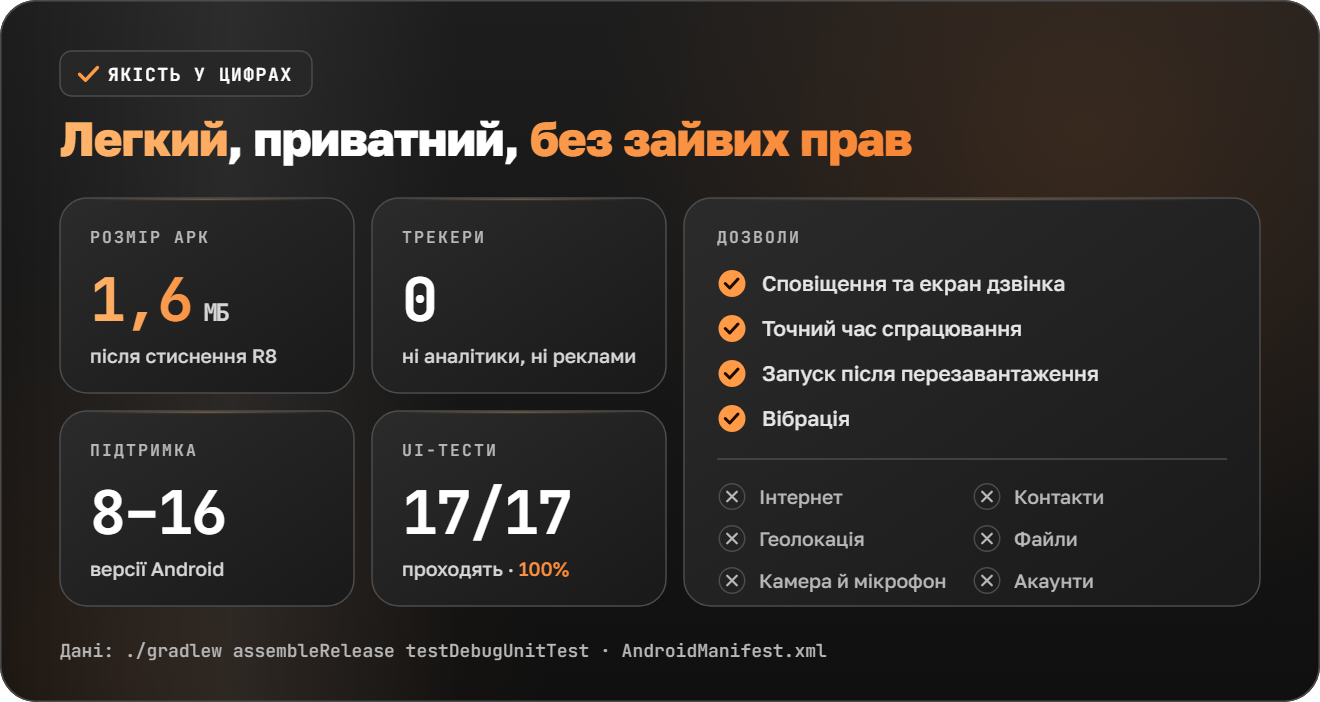 ЯКІСТЬ У ЦИФРАХ
Легкий, приватний, без зайвих прав
РОЗМІР APK
1,6 МБ
після стиснення R8
ТРЕКЕРИ
0
ні аналітики, ні реклами
ПІДТРИМКА
8–16
версії Android
UI-ТЕСТИ
17/17
проходять · 100%
ДОЗВОЛИ
Сповіщення та екран дзвінка
Точний час спрацювання
Запуск після перезавантаження
Вібрація
Інтернет
Контакти
Геолокація
Файли
Камера й мікрофон
Акаунти
Дані: ./gradlew assembleRelease testDebugUnitTest · AndroidManifest.xml